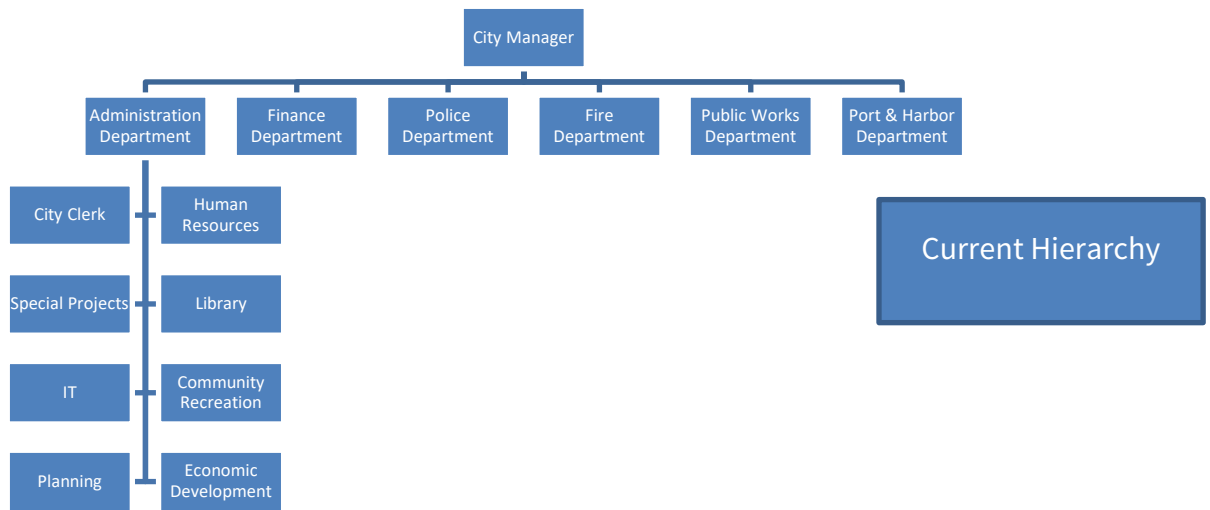 City Manager
Administration
Department
Finance
Department
Police
Department
Fire
Department
Public Works
Department
Port & Harbor
Department
City Clerk
Human
Resources
Current Hierarchy
Special Projects
Library
IT
Community
Recreation
Planning
Economic
Development